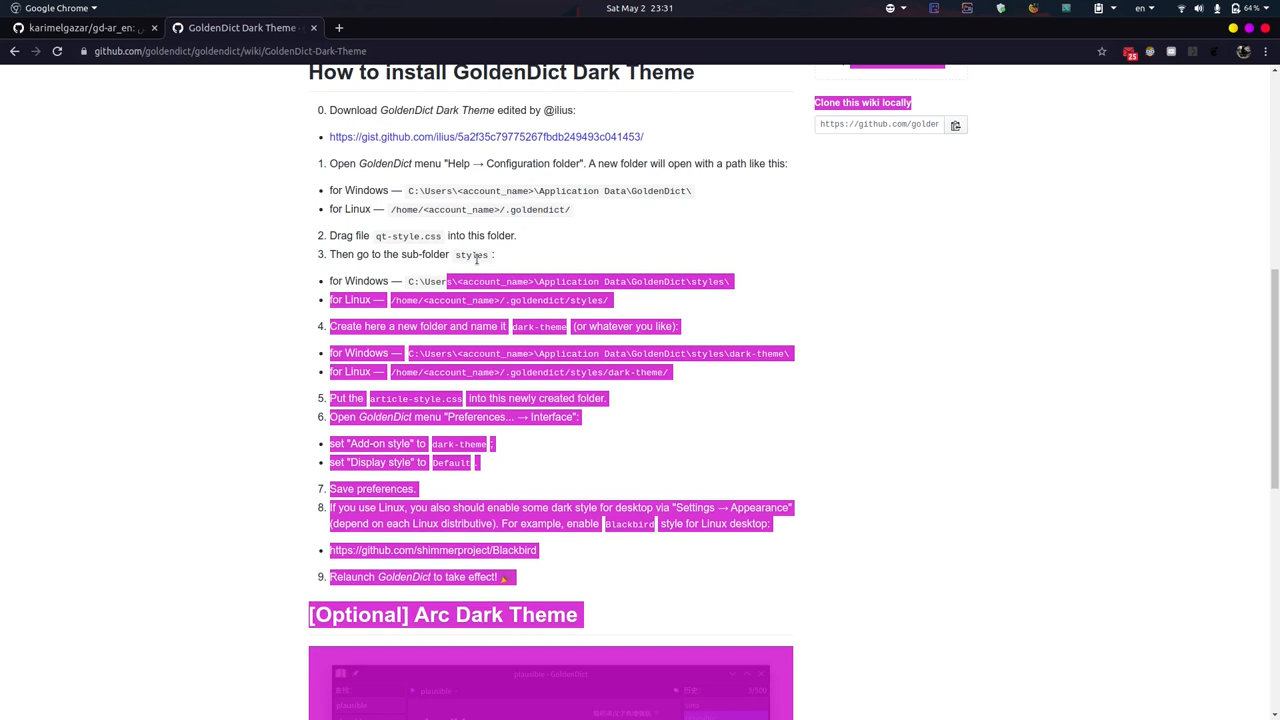 Google Chrome
Sat May 2 23:31
en
karimelgazar/gd-ar_en:
GoldenDict Dark Theme
github.com/goldendict/goldendict/wiki/GoldenDict-Dark-Theme
25
How to install GoldenDict Dark Theme
Clone this wiki locally
https://github.com/golder
0. Download GoldenDict Dark Theme edited by @ilius:
• https://gist.github.com/ilius/5a2f35c79775267fbdb249493c041453/
1. Open GoldenDict menu "Help → Configuration folder". A new folder will open with a path like this:
• for Windows — C:\Users\<account_name>\Application Data\GoldenDict\
• for Linux — /home/<account_name>/.goldendict/
2. Drag file qt-style.css into this folder.
3. Then go to the sub-folder styles :
• for Windows — C:\Users\<account_name>\Application Data\GoldenDict\styles\
• for Linux — /home/<account_name>/.goldendict/styles/
4. Create here a new folder and name it dark-theme (or whatever you like):
• for Windows — C:\Users\<account_name>\Application Data\GoldenDict\styles\dark-theme\
• for Linux — /home/<account_name>/.goldendict/styles/dark-theme/
5. Put the article-style.css into this newly created folder.
6. Open GoldenDict menu "Preferences... → Interface":
• set "Add-on style" to dark-theme ;
• set "Display style" to Default .
7. Save preferences.
8. If you use Linux, you also should enable some dark style for desktop via "Settings → Appearance"
(depend on each Linux distributive). For example, enable Blackbird style for Linux desktop:
• https://github.com/shimmerproject/Blackbird
9. Relaunch GoldenDict to take effect! 🎉
[Optional] Arc Dark Theme
plausible - GoldenDict
plausible
历史:
3/500
plausible